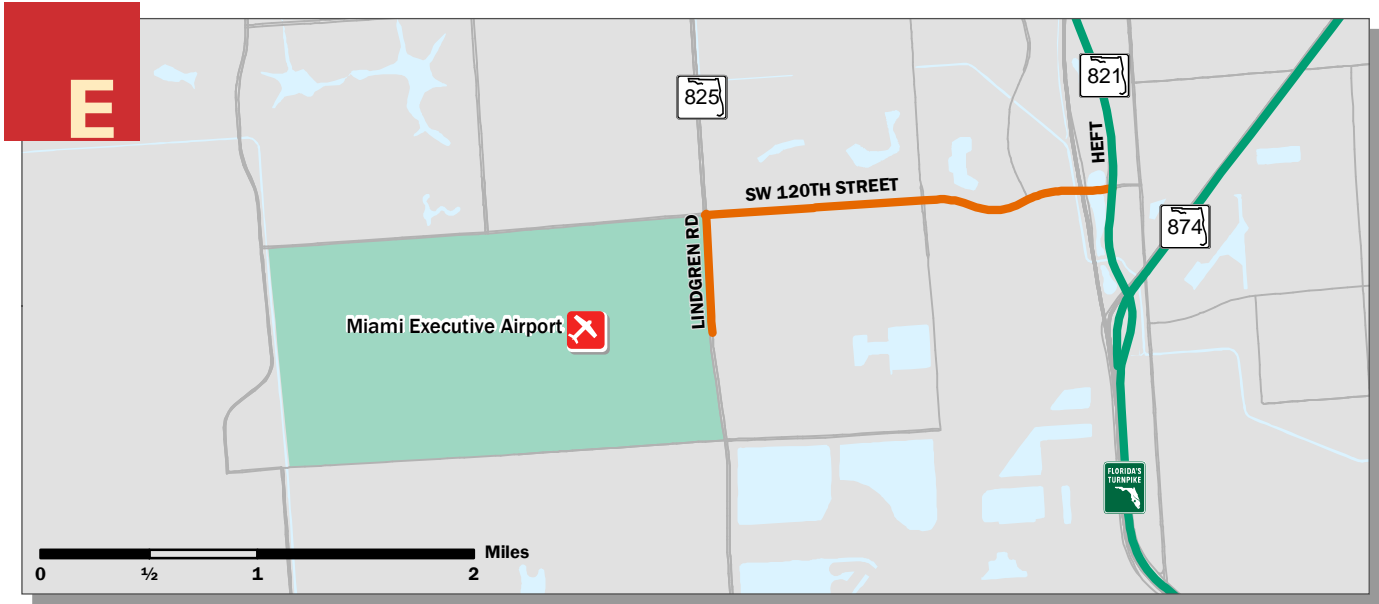 E
825
821
HEFT
SW 120TH STREET
874
LINDGREN RD
Miami Executive Airport
FLORIDA'S
TURNPIKE
Miles
0 ½ 1 2